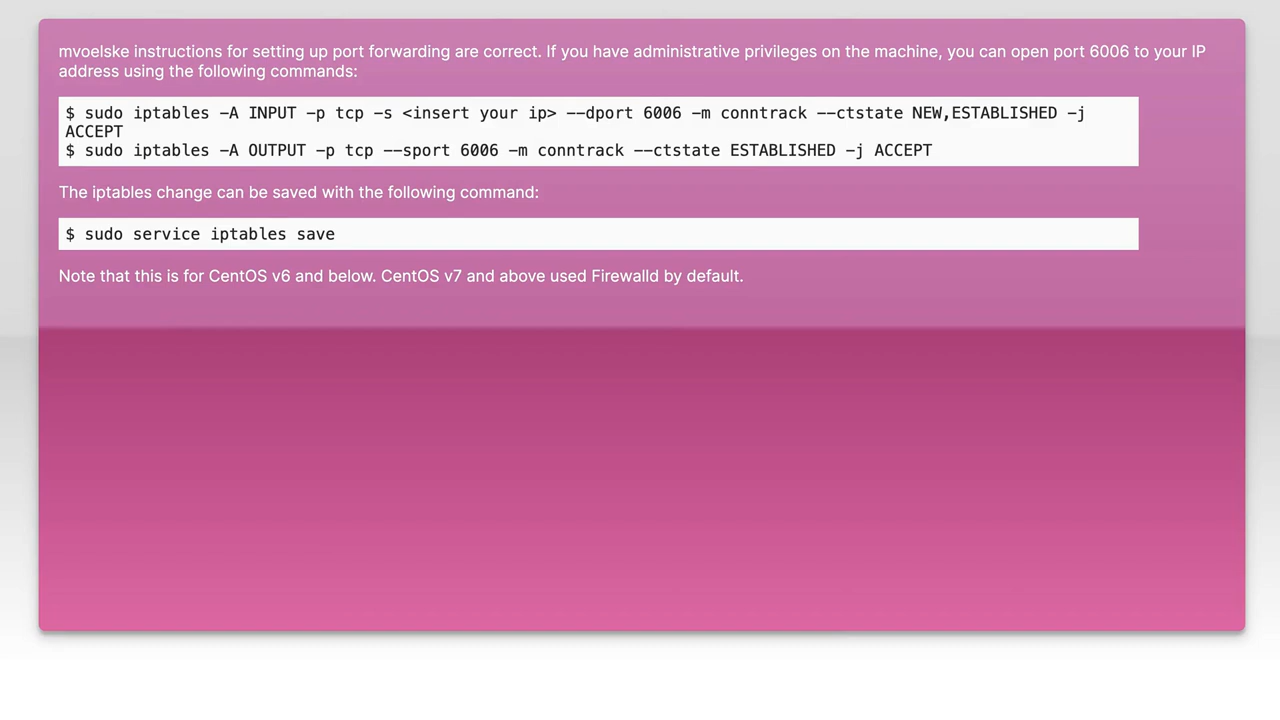 mvoelske instructions for setting up port forwarding are correct. If you have administrative privileges on the machine, you can open port 6006 to your IP
address using the following commands:
$ sudo iptables -A INPUT -p tcp -s <insert your ip> --dport 6006 -m conntrack --ctstate NEW,ESTABLISHED -j
ACCEPT
$ sudo iptables -A OUTPUT -p tcp --sport 6006 -m conntrack --ctstate ESTABLISHED -j ACCEPT
The iptables change can be saved with the following command:
$ sudo service iptables save
Note that this is for CentOS v6 and below. CentOS v7 and above used Firewalld by default.